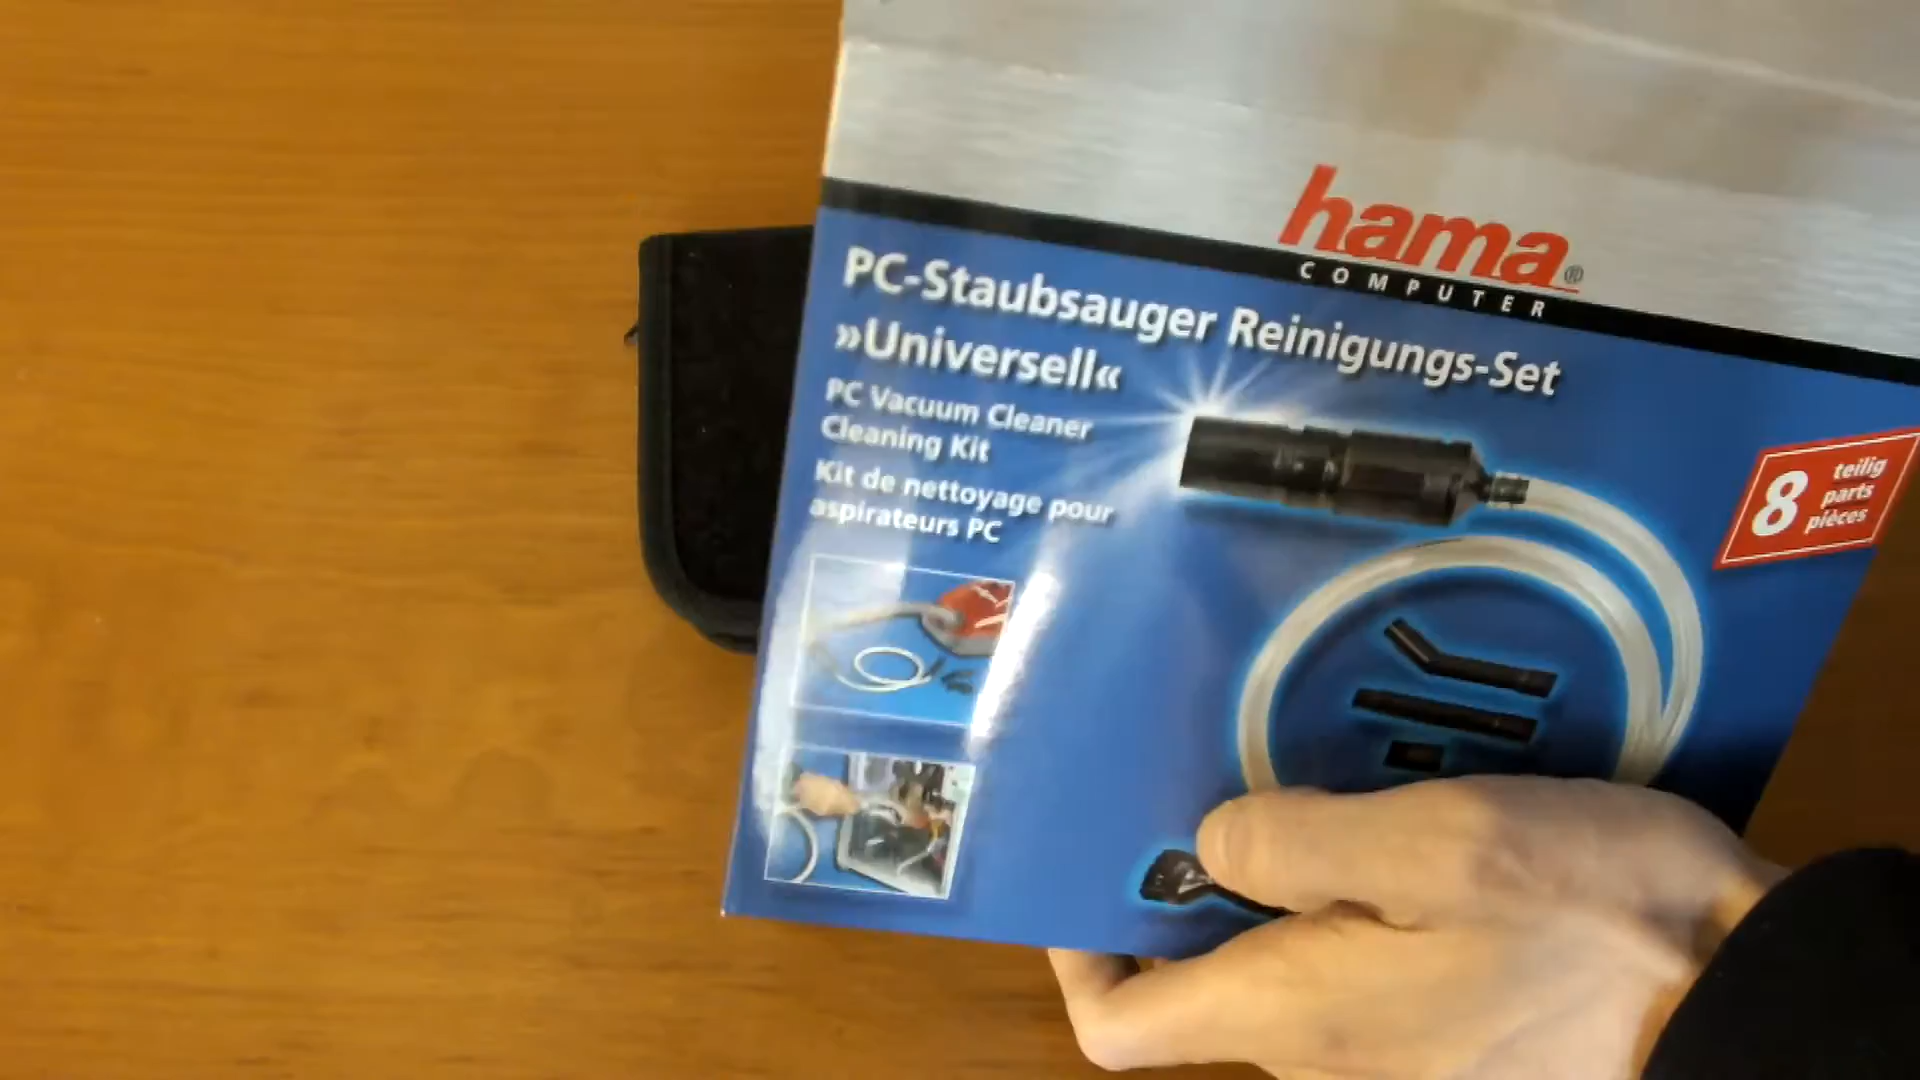 hama®
COMPUTER
PC-Staubsauger Reinigungs-Set
»Universell«
PC Vacuum Cleaner
Cleaning Kit
Kit de nettoyage pour
aspirateurs PC
8
teilig
parts
pièces